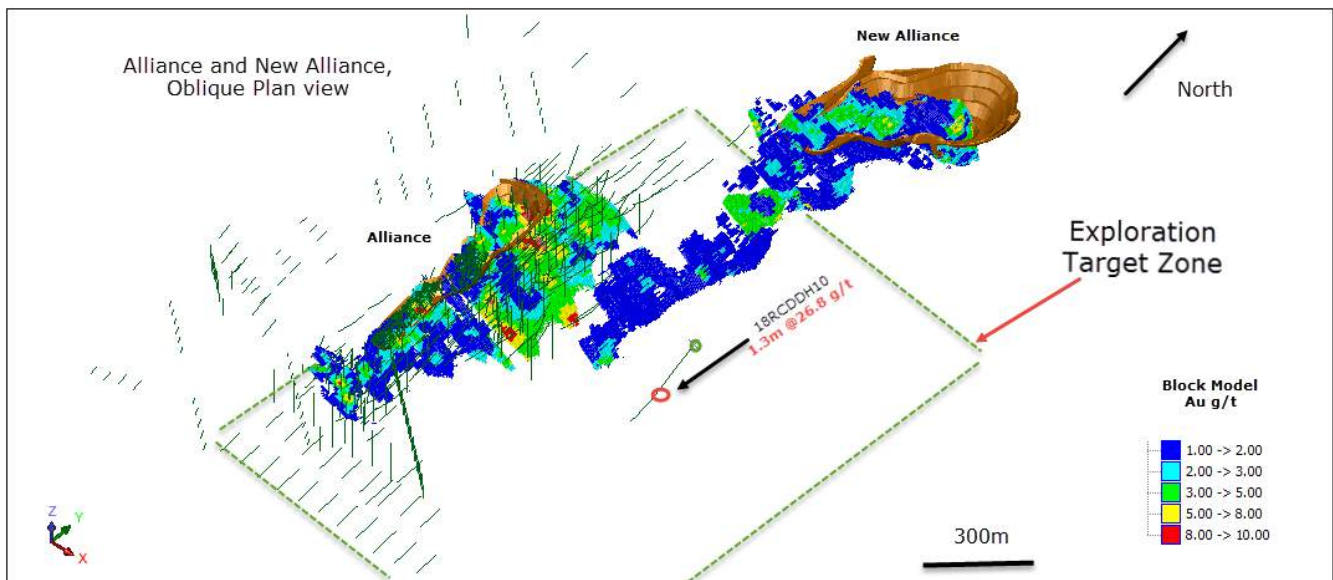 New Alliance
Alliance and New Alliance,
Oblique Plan view
North
Alliance
Exploration
Target Zone
18RCDDH10
1.3m @26.8 g/t
Block Model
Au g/t
1.00 -> 2.00
2.00 -> 3.00
3.00 -> 5.00
5.00 -> 8.00
8.00 -> 10.00
300m
Z
Y
X